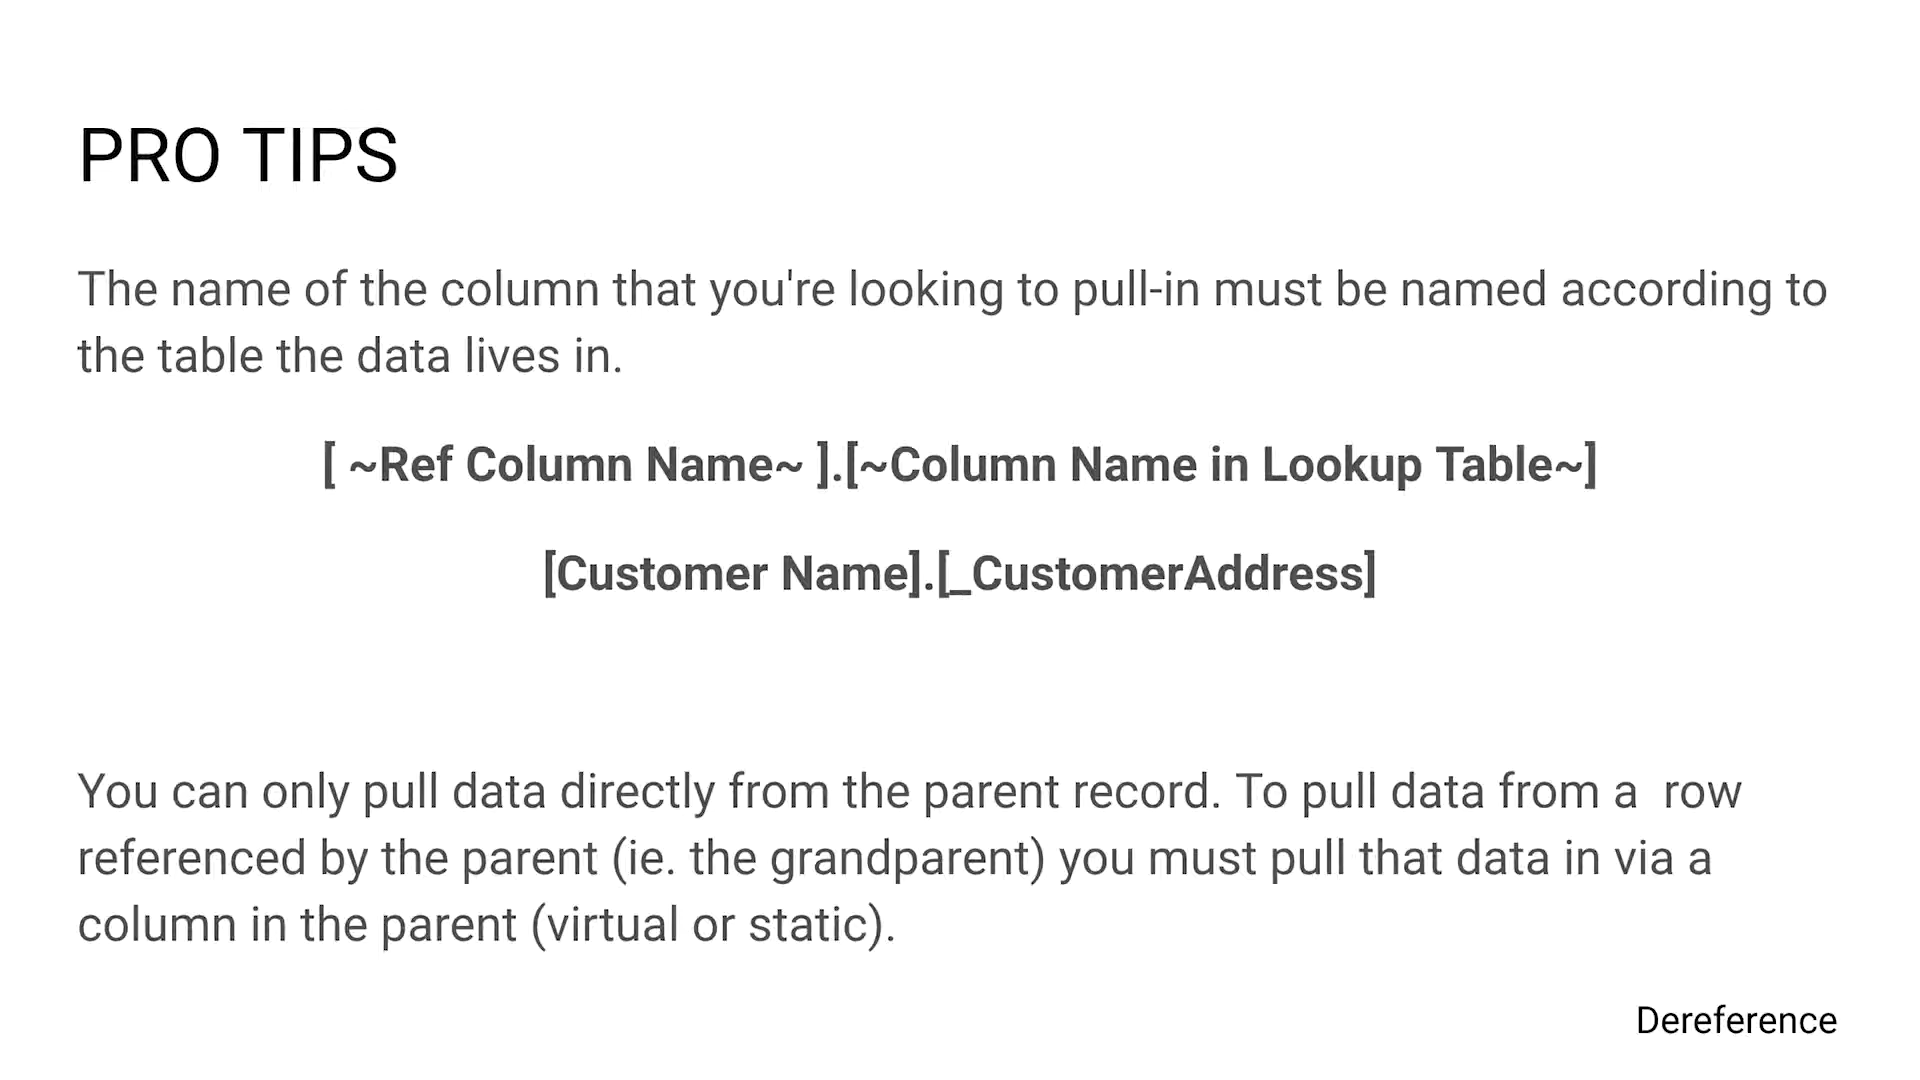 PRO TIPS
The name of the column that you're looking to pull-in must be named according to
the table the data lives in.
[ ~Ref Column Name~ ].[~Column Name in Lookup Table~]
[Customer Name].[_CustomerAddress]
You can only pull data directly from the parent record. To pull data from a  row
referenced by the parent (ie. the grandparent) you must pull that data in via a
column in the parent (virtual or static).
Dereference